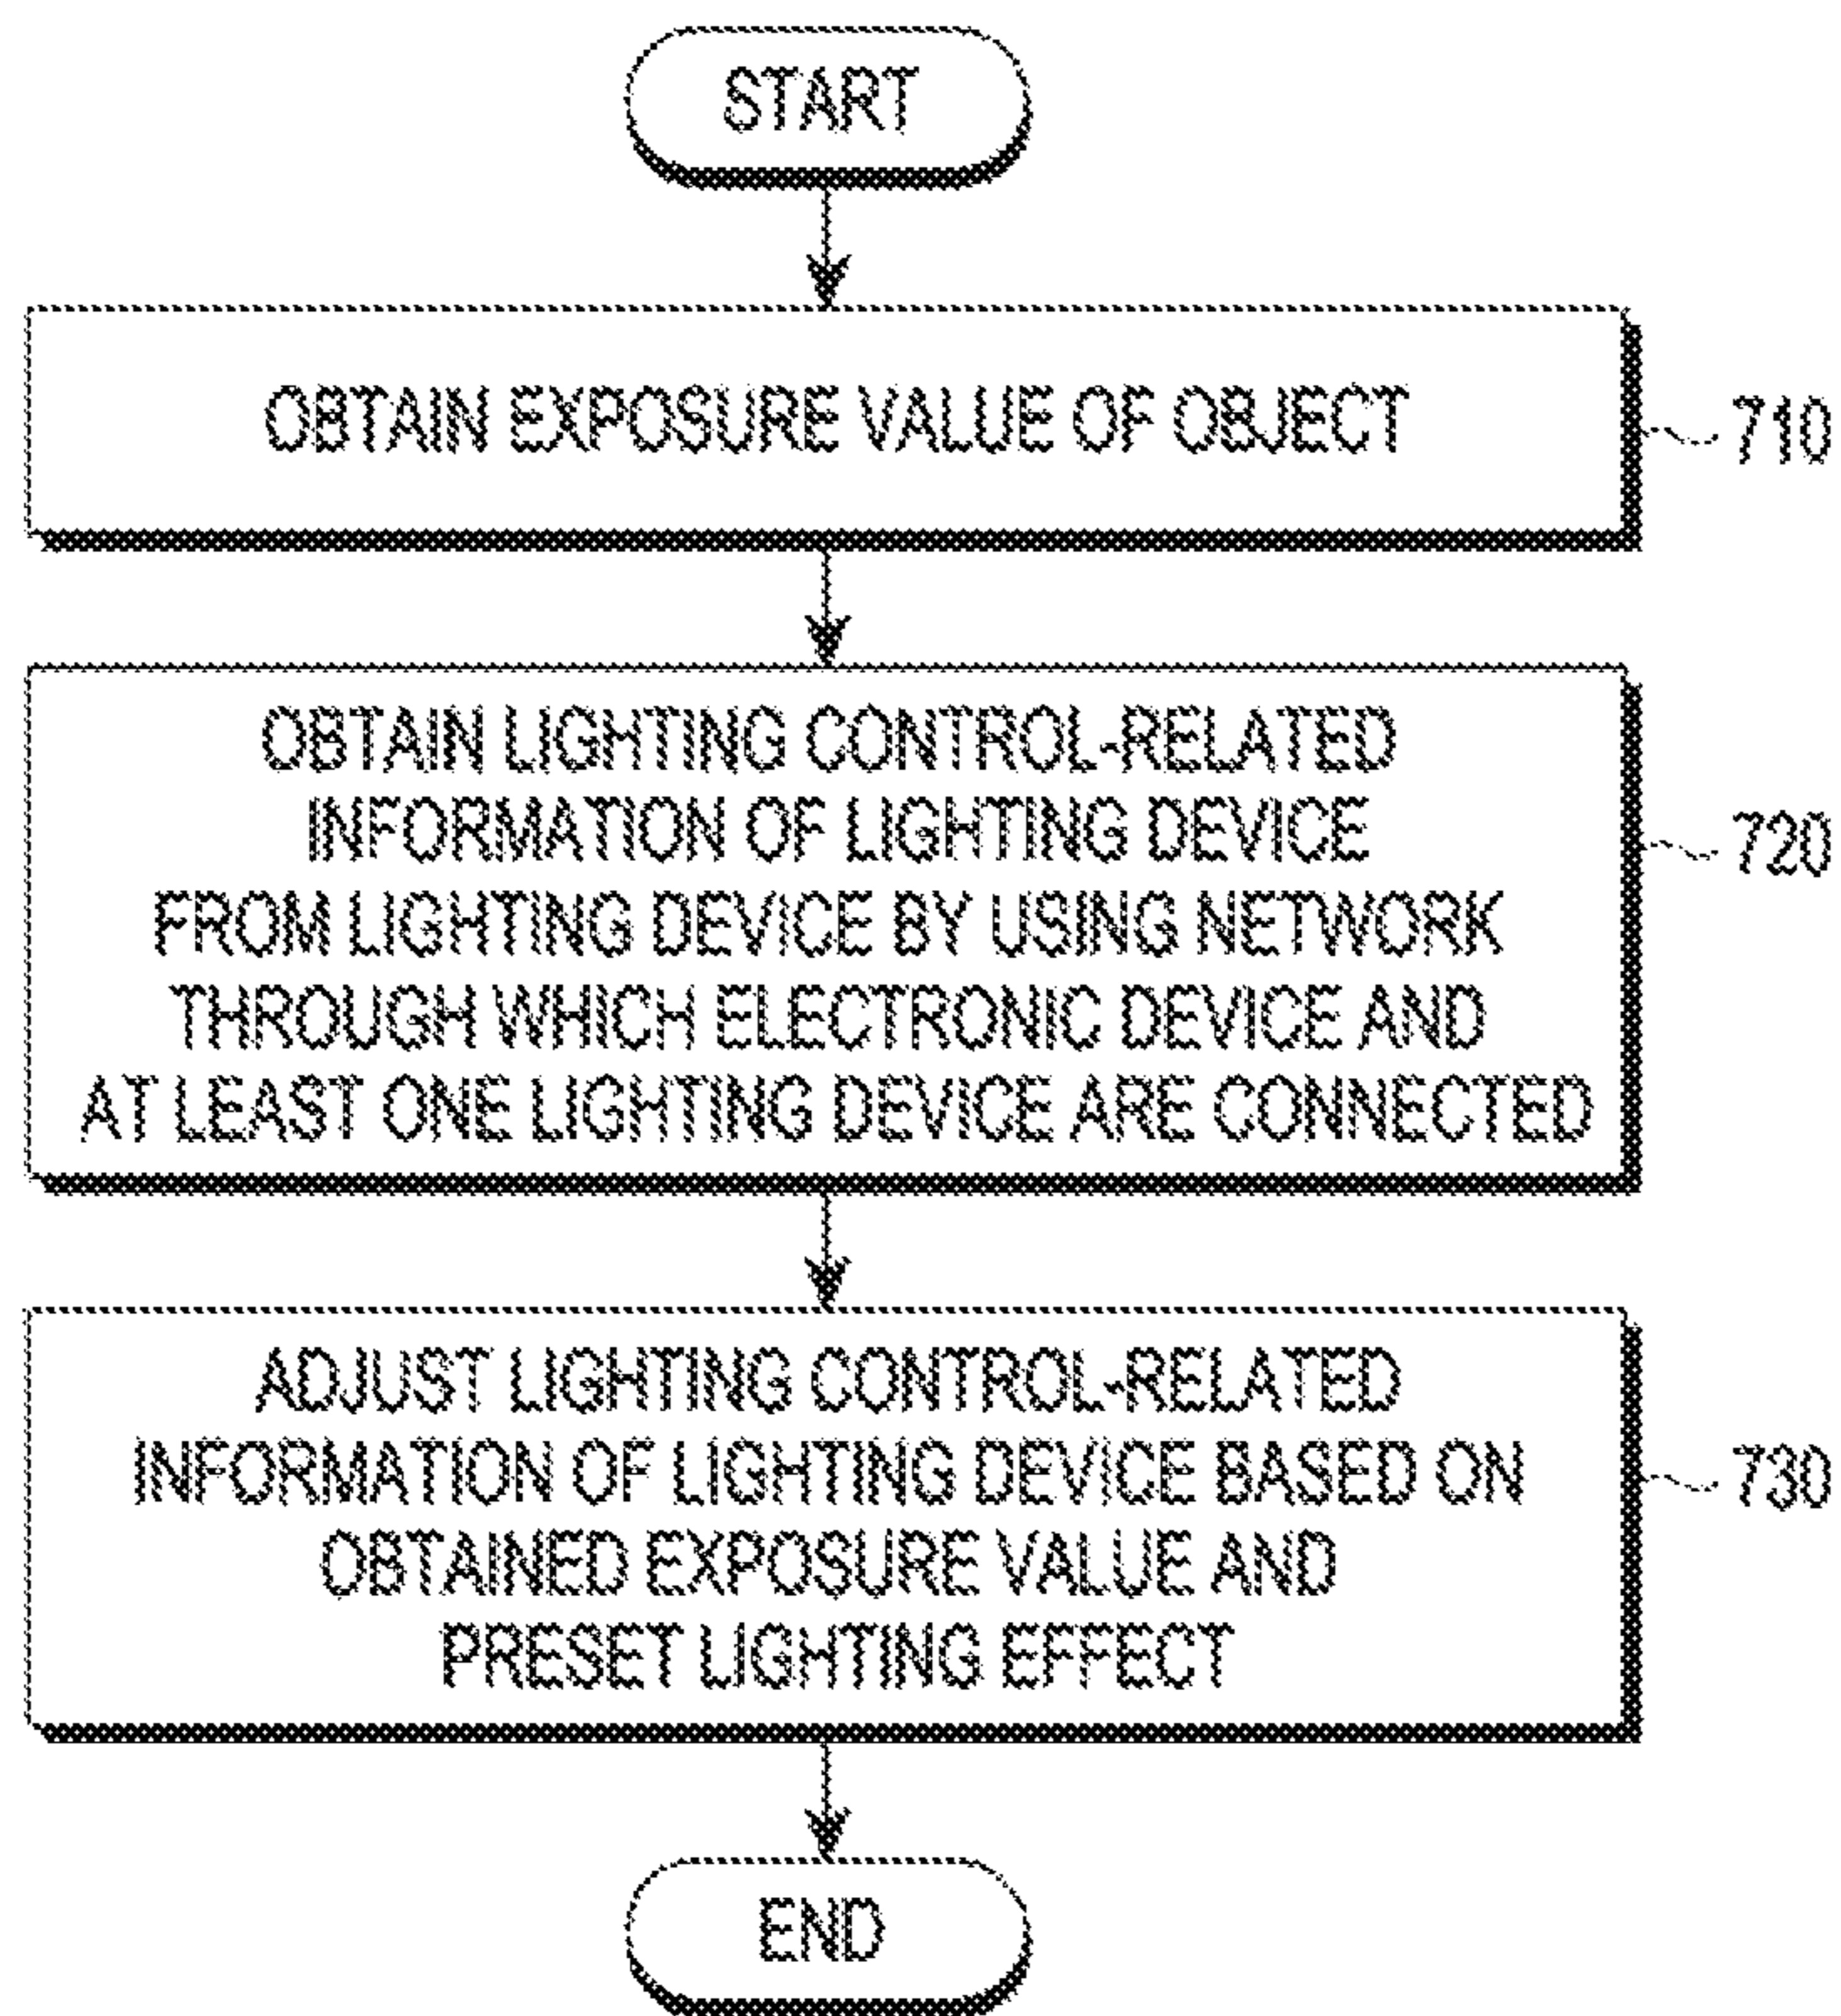 START
OBTAIN EXPOSURE VALUE OF OBJECT
710
OBTAIN LIGHTING CONTROL-RELATED
INFORMATION OF LIGHTING DEVICE
FROM LIGHTING DEVICE BY USING NETWORK
THROUGH WHICH ELECTRONIC DEVICE AND
AT LEAST ONE LIGHTING DEVICE ARE CONNECTED
720
ADJUST LIGHTING CONTROL-RELATED
INFORMATION OF LIGHTING DEVICE BASED ON
OBTAINED EXPOSURE VALUE AND
PRESET LIGHTING EFFECT
730
END